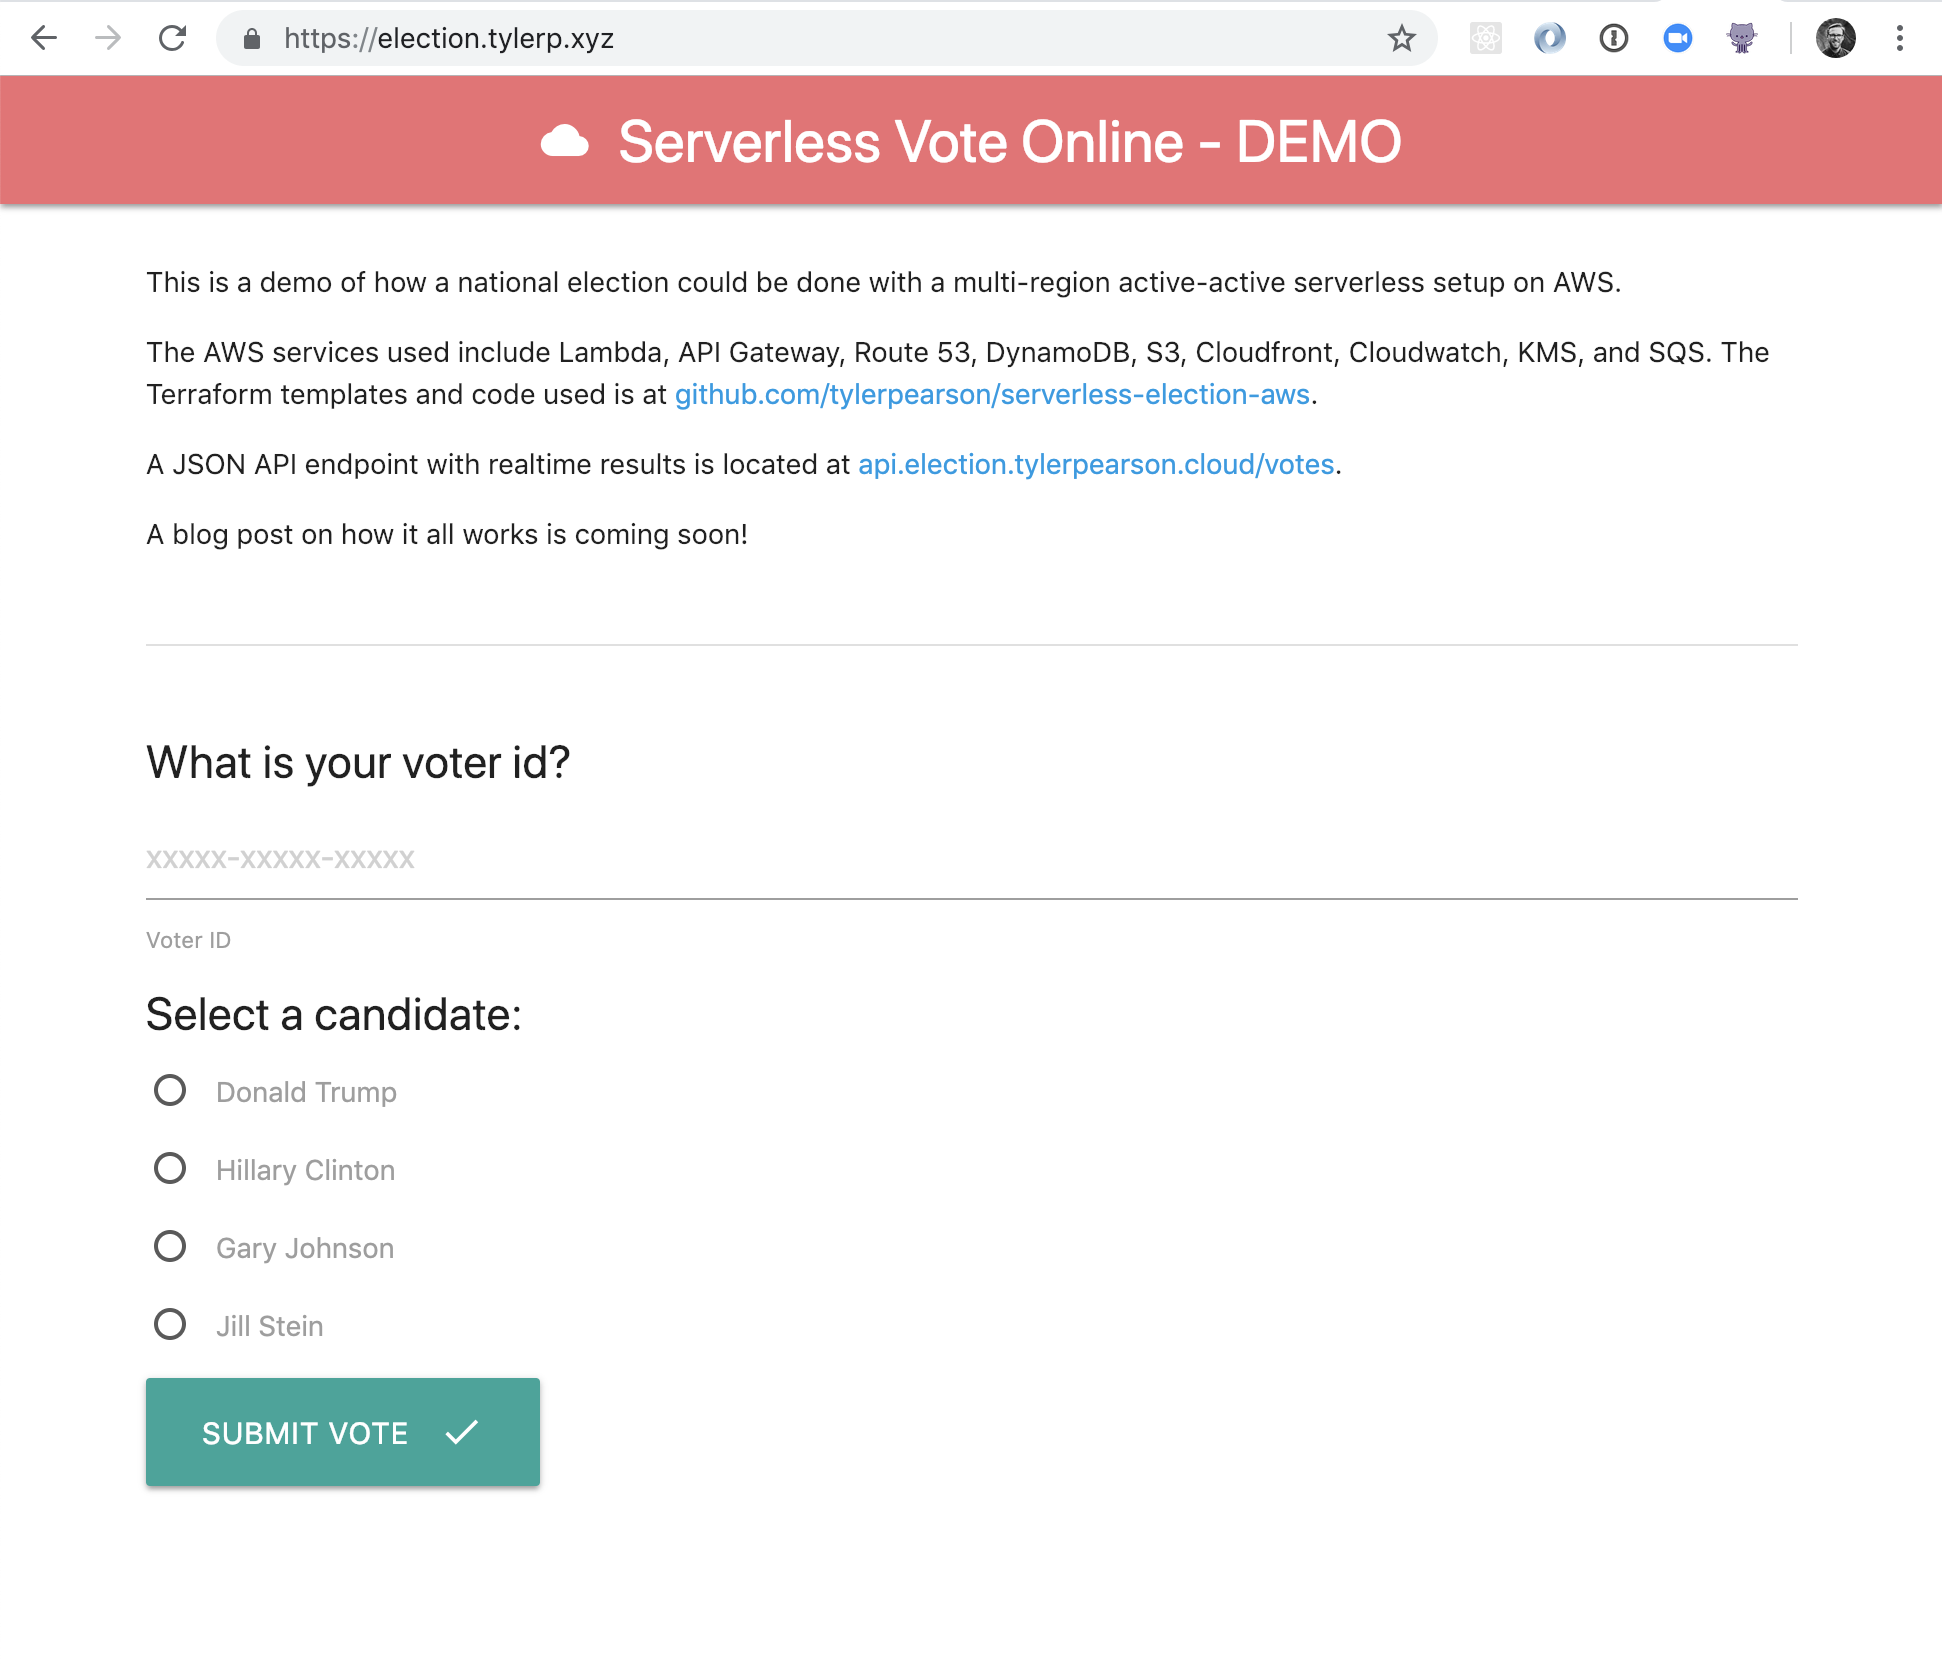 https://election.tylerp.xyz
Serverless Vote Online - DEMO
This is a demo of how a national election could be done with a multi-region active-active serverless setup on AWS.
The AWS services used include Lambda, API Gateway, Route 53, DynamoDB, S3, Cloudfront, Cloudwatch, KMS, and SQS. The
Terraform templates and code used is at github.com/tylerpearson/serverless-election-aws.
A JSON API endpoint with realtime results is located at api.election.tylerpearson.cloud/votes.
A blog post on how it all works is coming soon!
What is your voter id?
xxxxx-xxxxx-xxxxx
Voter ID
Select a candidate:
Donald Trump
Hillary Clinton
Gary Johnson
Jill Stein
SUBMIT VOTE